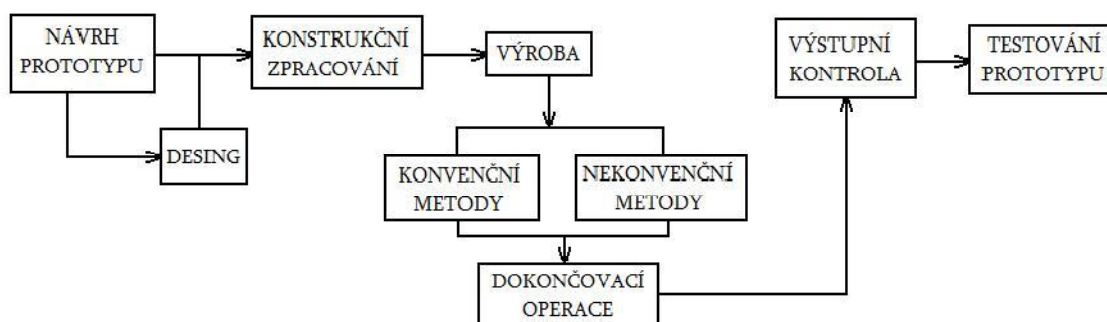 NÁVRH
PROTOTYPU
DESING
KONSTRUKČNÍ
ZPRACOVÁNÍ
VÝROBA
KONVENČNÍ
METODY
NEKONVENČNÍ
METODY
DOKONČOVACÍ
OPERACE
VÝSTUPNÍ
KONTROLA
TESTOVÁNÍ
PROTOTYPU